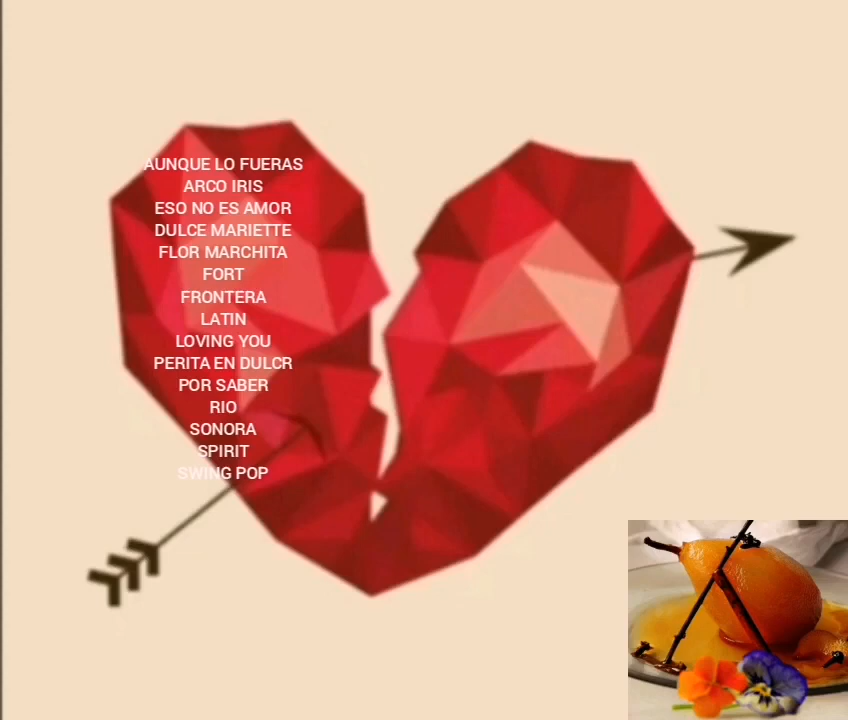 AUNQUE LO FUERAS
ARCO IRIS
ESO NO ES AMOR
DULCE MARIETTE
FLOR MARCHITA
FORT
FRONTERA
LATIN
LOVING YOU
PERITA EN DULCR
POR SABER
RIO
SONORA
SPIRIT
SWING POP